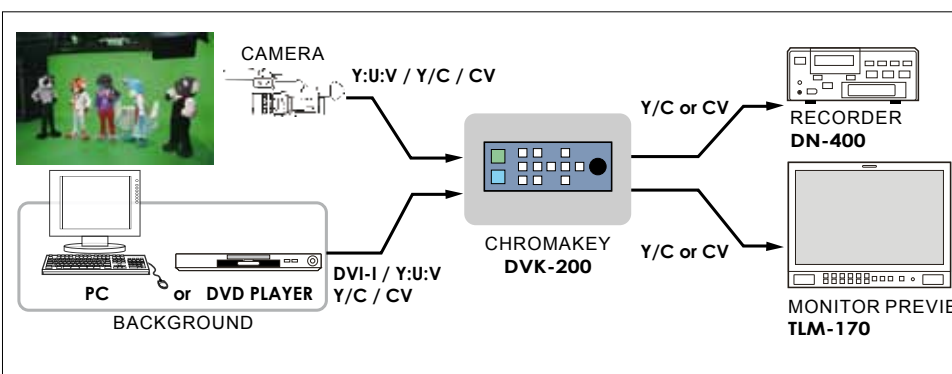 CAMERA
Y:U:V / Y/C / CV
Y/C or CV
RECORDER
DN-400
CHROMAKEY
DVK-200
Y/C or CV
DVI-I / Y:U:V
Y/C / CV
PC or DVD PLAYER
BACKGROUND
MONITOR PREVIE
TLM-170